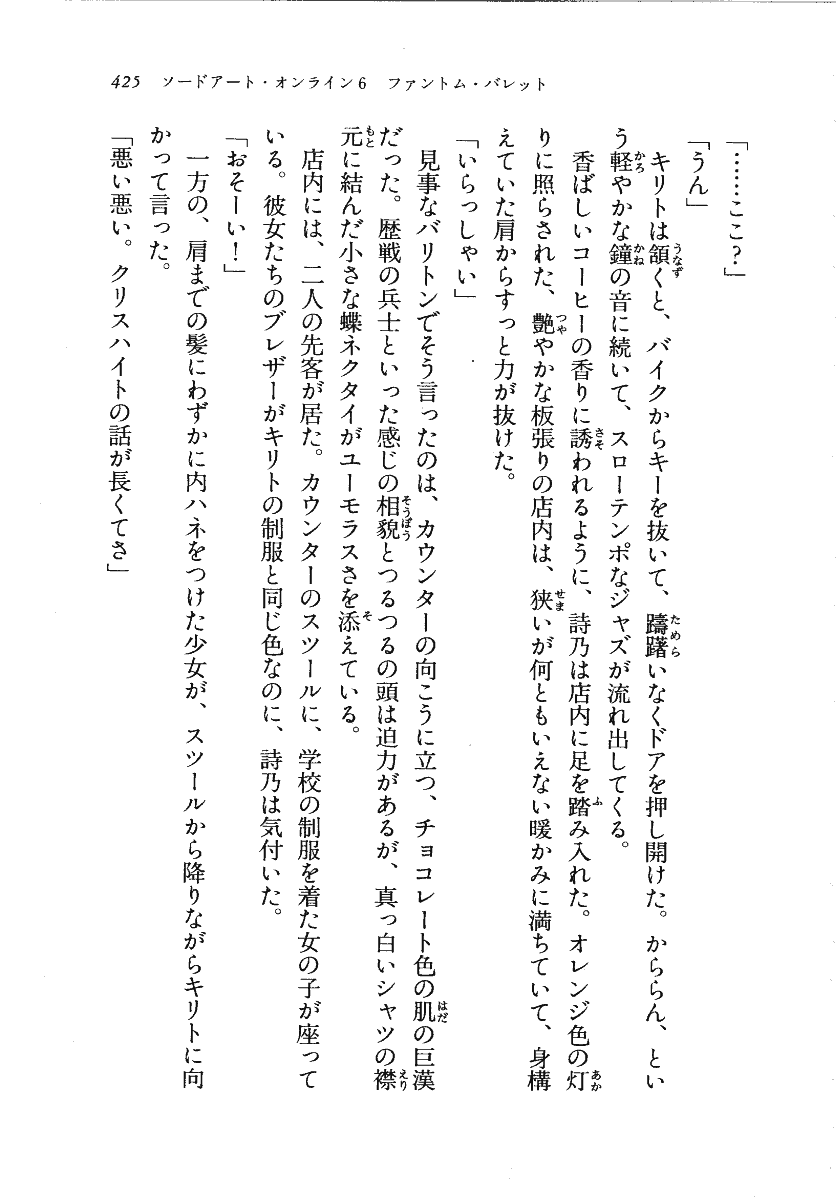 425 ソードアート・オンライン6 ファントム・バレット
「……ここ？」
「うん」
キリトは頷くと、バイクからキーを抜いて、躊躇いなくドアを押し開けた。かららん、とい
う軽やかな鐘の音に続いて、スローテンポなジャズが流れ出してくる。
香ばしいコーヒーの香りに誘われるように、詩乃は店内に足を踏み入れた。オレンジ色の灯
りに照らされた、艶やかな板張りの店内は、狭いが何ともいえない暖かみに満ちていて、身構
えていた肩からすっと力が抜けた。
「いらっしゃい」
見事なバリトンでそう言ったのは、カウンターの向こうに立つ、チョコレート色の肌の巨漢
だった。歴戦の兵士といった感じの相貌とつるつるの頭は迫力があるが、真っ白いシャツの襟
元に結んだ小さな蝶ネクタイがユーモラスさを添えている。
店内には、二人の先客が居た。カウンターのスツールに、学校の制服を着た女の子が座って
いる。彼女たちのブレザーがキリトの制服と同じ色なのに、詩乃は気付いた。
「おそーい！」
一方の、肩までの髪にわずかに内ハネをつけた少女が、スツールから降りながらキリトに向
かって言った。
「悪い悪い。クリスハイトの話が長くてさ」